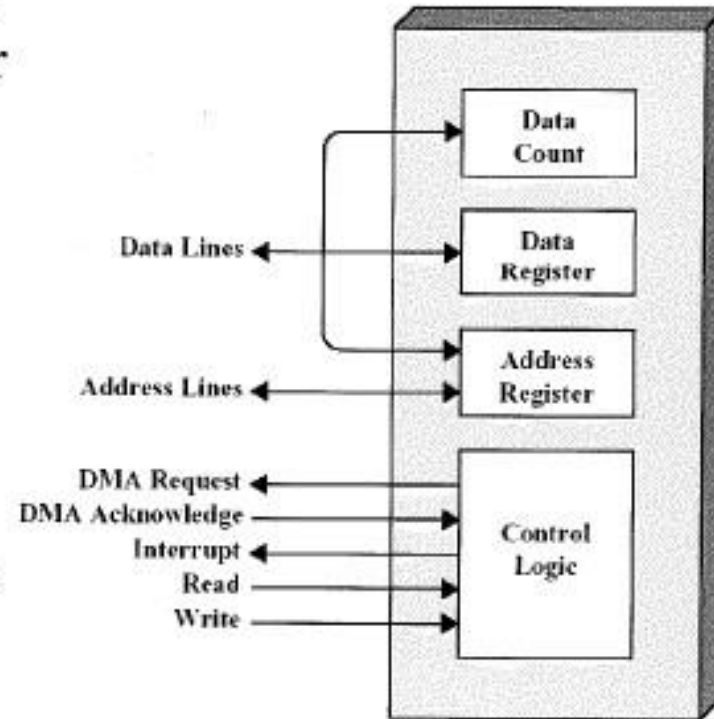 r
Data
Count
Data Lines
Data
Register
Address
Register
Address Lines
DMA Request
DMA Acknowledge
Interrupt
Read
Write
Control
Logic